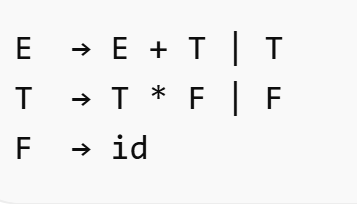 E → E + T | T
T → T * F | F
F → id